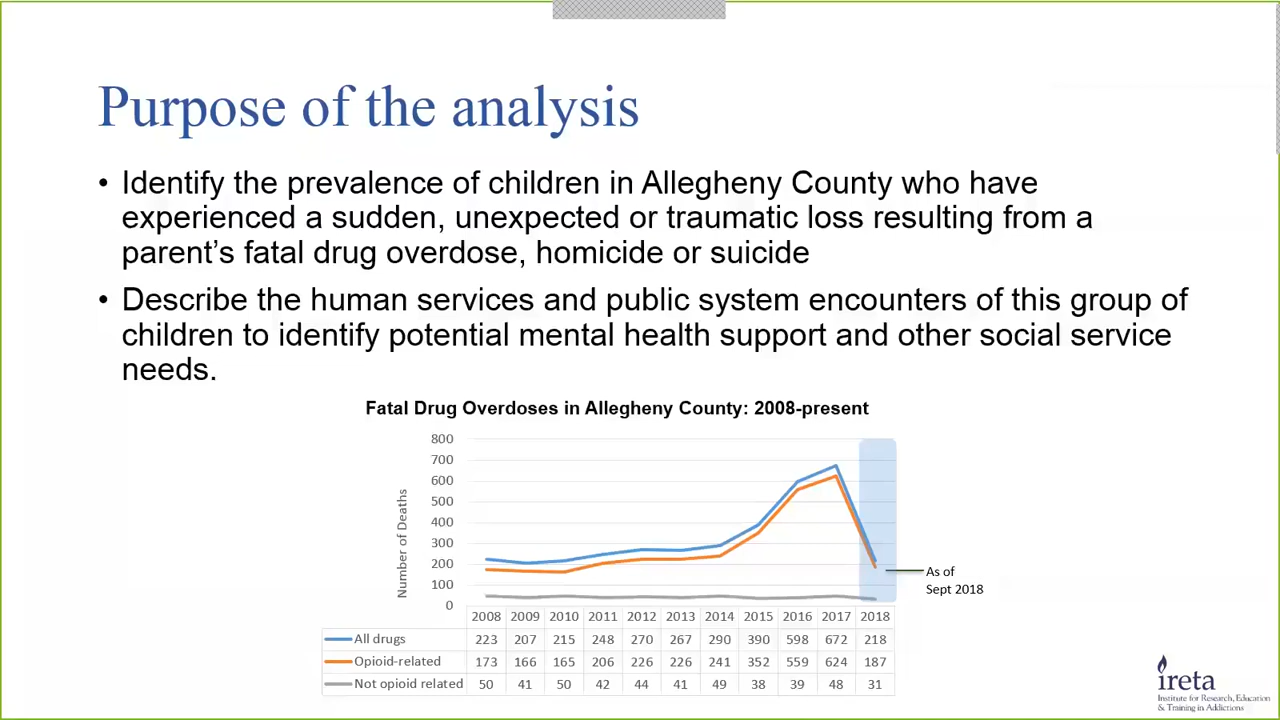 Purpose of the analysis
• Identify the prevalence of children in Allegheny County who have
experienced a sudden, unexpected or traumatic loss resulting from a
parent’s fatal drug overdose, homicide or suicide
• Describe the human services and public system encounters of this group of
children to identify potential mental health support and other social service
needs.
Fatal Drug Overdoses in Allegheny County: 2008-present
Number of Deaths
800
700
600
500
400
300
200
100
0
As of
Sept 2018
2008 2009 2010 2011 2012 2013 2014 2015 2016 2017 2018
All drugs 223 207 215 248 270 267 290 390 598 672 218
Opioid-related 173 166 165 206 226 226 241 352 559 624 187
Not opioid related 50 41 50 42 44 41 49 38 39 48 31
ireta
Institute for Research, Education
& Training in Addictions